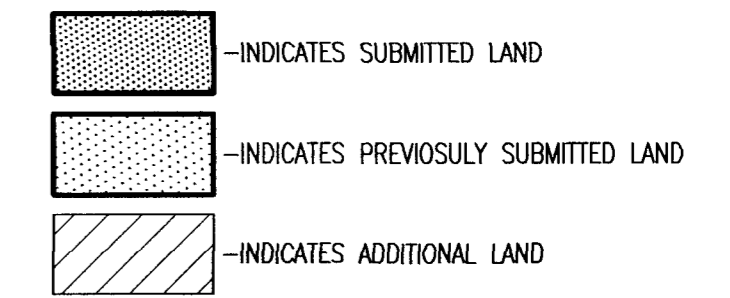 -INDICATES SUBMITTED LAND
-INDICATES PREVIOSULY SUBMITTED LAND
-INDICATES ADDITIONAL LAND